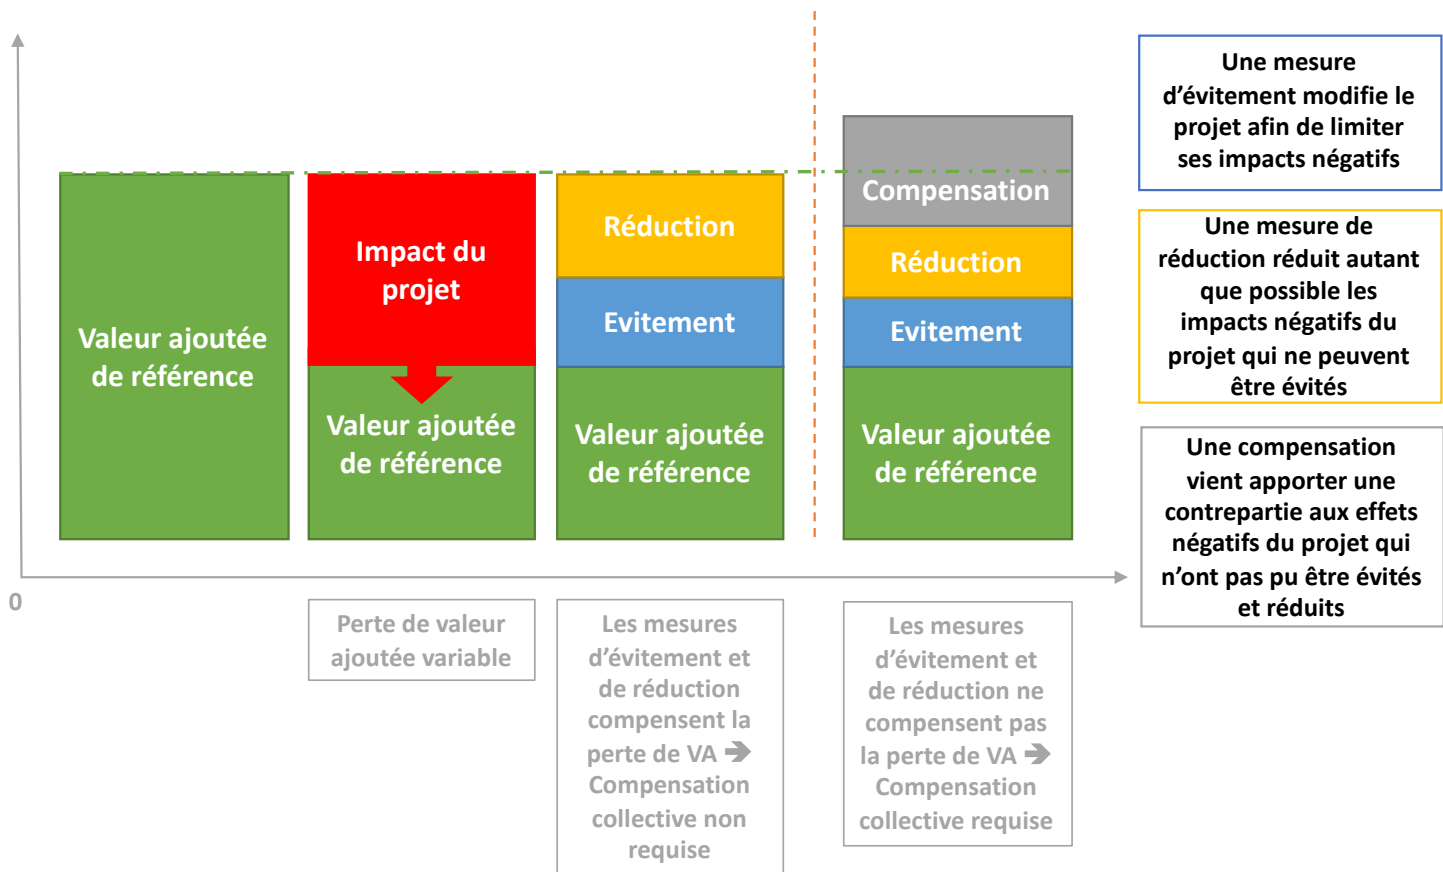 Valeur ajoutée
de référence
Impact du
projet
Valeur ajoutée
de référence
Réduction
Evitement
Valeur ajoutée
de référence
Compensation
Réduction
Evitement
Valeur ajoutée
de référence
0
Perte de valeur
ajoutée variable
Les mesures
d’évitement et
de réduction
compensent la
perte de VA ➔
Compensation
collective non
requise
Les mesures
d’évitement et
de réduction ne
compensent pas
la perte de VA ➔
Compensation
collective requise
Une mesure
d’évitement modifie le
projet afin de limiter
ses impacts négatifs
Une mesure de
réduction réduit autant
que possible les
impacts négatifs du
projet qui ne peuvent
être évités
Une compensation
vient apporter une
contrepartie aux effets
négatifs du projet qui
n’ont pas pu être évités
et réduits